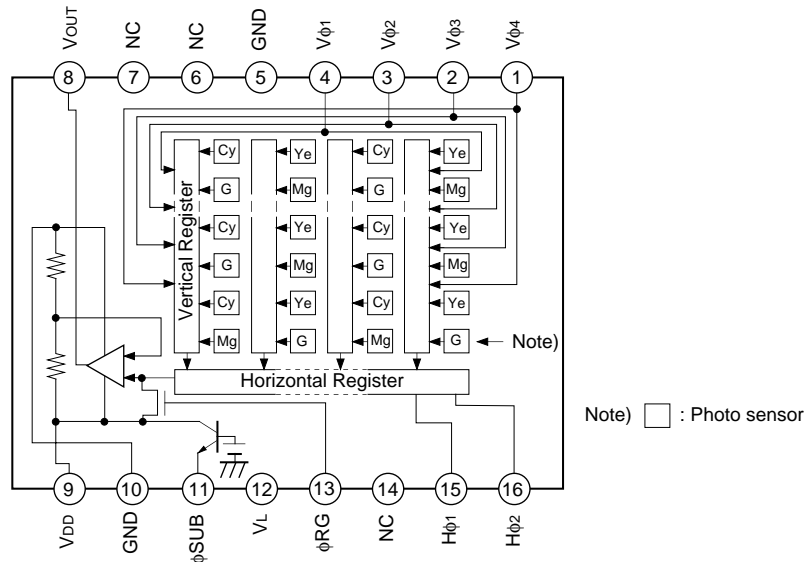 VOUT NC NC GND Vϕ1 Vϕ2 Vϕ3 Vϕ4
8 7 6 5 4 3 2 1
Vertical Register
Cy Ye Cy Ye
G Mg G Mg
Cy Ye Cy Ye
G Mg G Mg
Cy Ye Cy Ye
Mg G Mg G Note)
Horizontal Register
Note) : Photo sensor
9 10 11 12 13 14 15 16
VDD GND ϕSUB VL ϕRG NC Hϕ1 Hϕ2